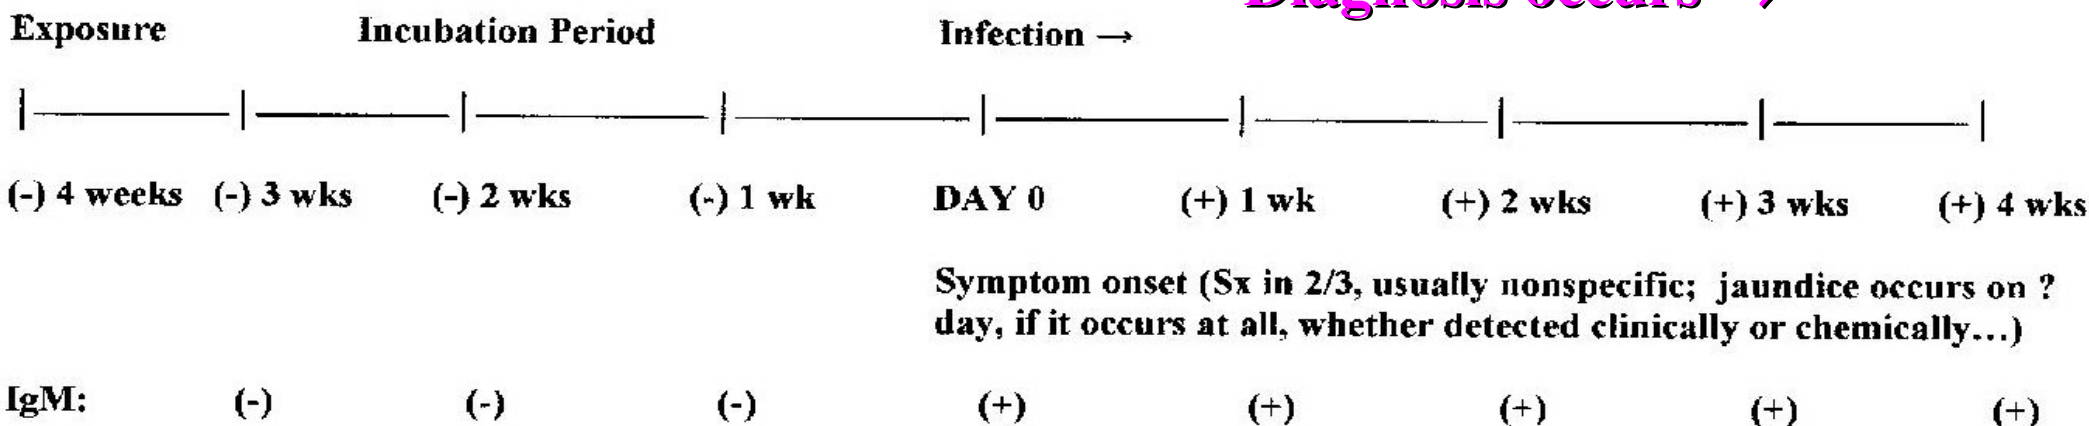 Diagnosis occurs →
Exposure Incubation Period Infection →
(-) 4 weeks (-) 3 wks (-) 2 wks (-) 1 wk DAY 0 (+) 1 wk (+) 2 wks (+) 3 wks (+) 4 wks
Symptom onset (Sx in 2/3, usually nonspecific; jaundice occurs on ?
day, if it occurs at all, whether detected clinically or chemically...)
IgM: (-) (-) (-) (+) (+) (+) (+) (+)